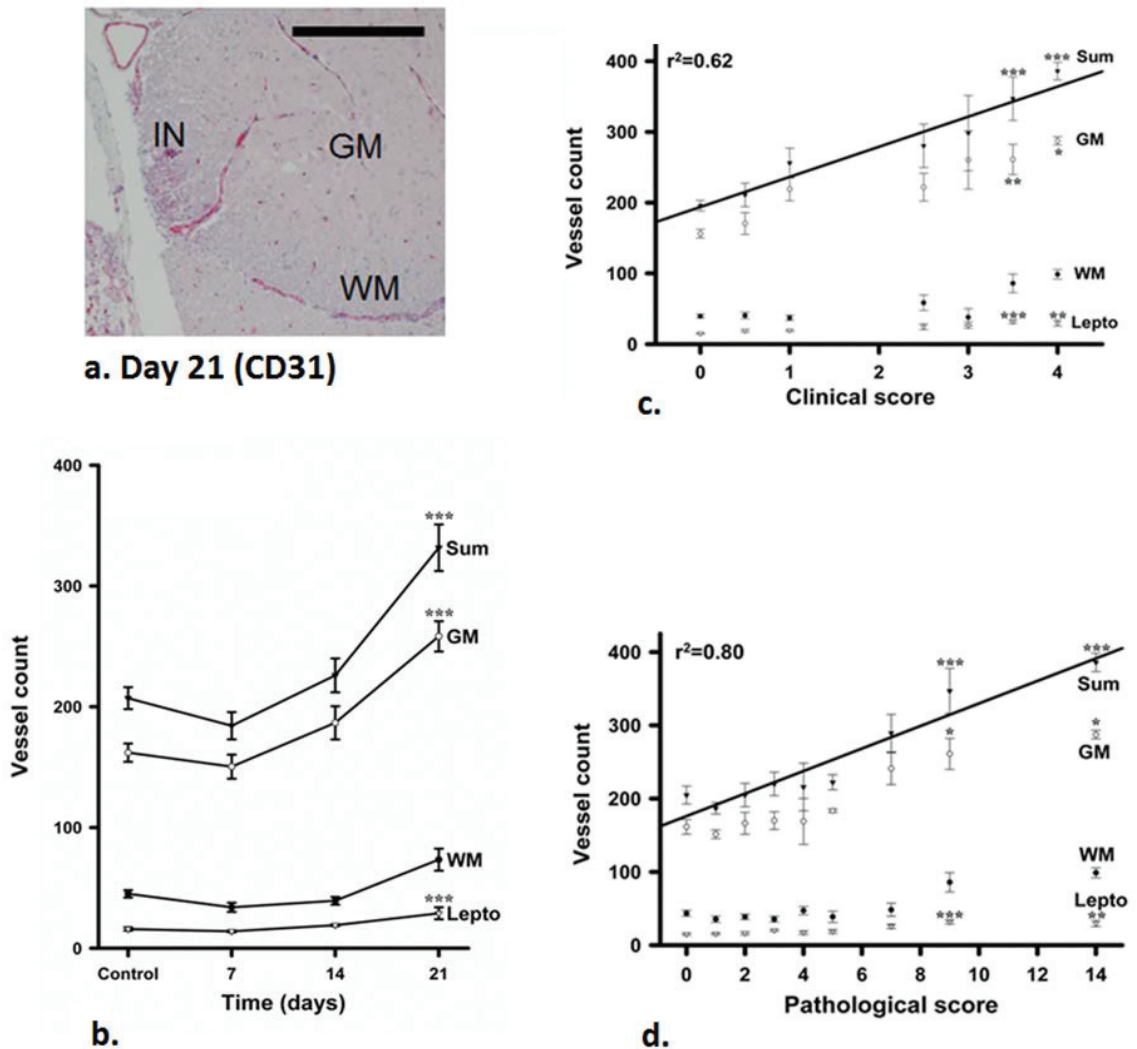 IN
GM
WM
a. Day 21 (CD31)
r²=0.62
***
***
Sum
400
300
200
100
0
Vessel count
GM
*
**
WM
***
**
Lepto
0
1
2
3
4
Clinical score
c.
400
300
200
100
0
Vessel count
***
Sum
***
GM
WM
***
Lepto
Control
7
14
21
Time (days)
b.
r²=0.80
400
300
200
100
0
Vessel count
***
***
Sum
*
*
GM
WM
Lepto
***
**
0
2
4
6
8
10
12
14
Pathological score
d.